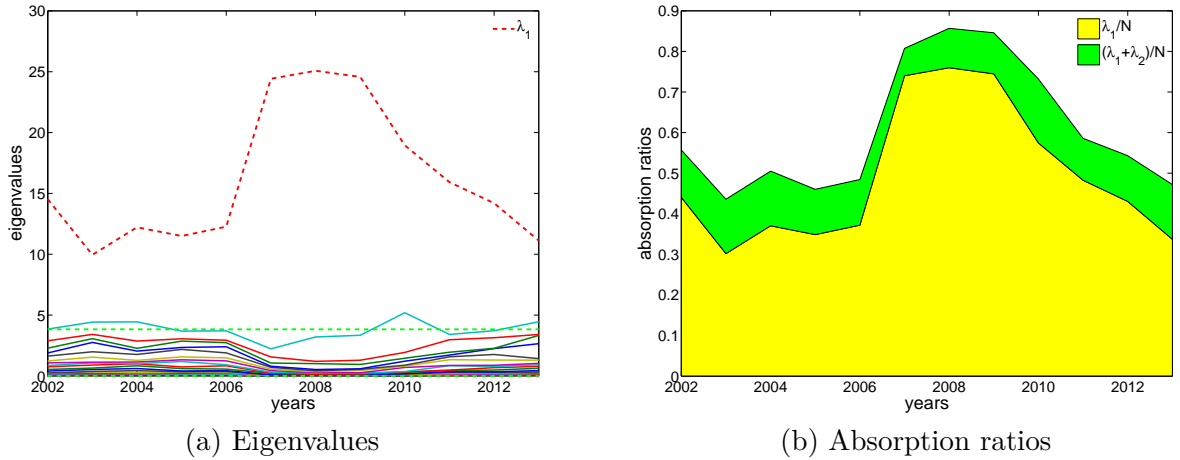 30
25
20
15
10
5
0
eigenvalues
2002 2004 2006 2008 2010 2012
years
λ₁
(a) Eigenvalues
0.9
0.8
0.7
0.6
0.5
0.4
0.3
0.2
0.1
0
absorption ratios
2002 2004 2006 2008 2010 2012
years
λ₁/N
(λ₁+λ₂)/N
(b) Absorption ratios